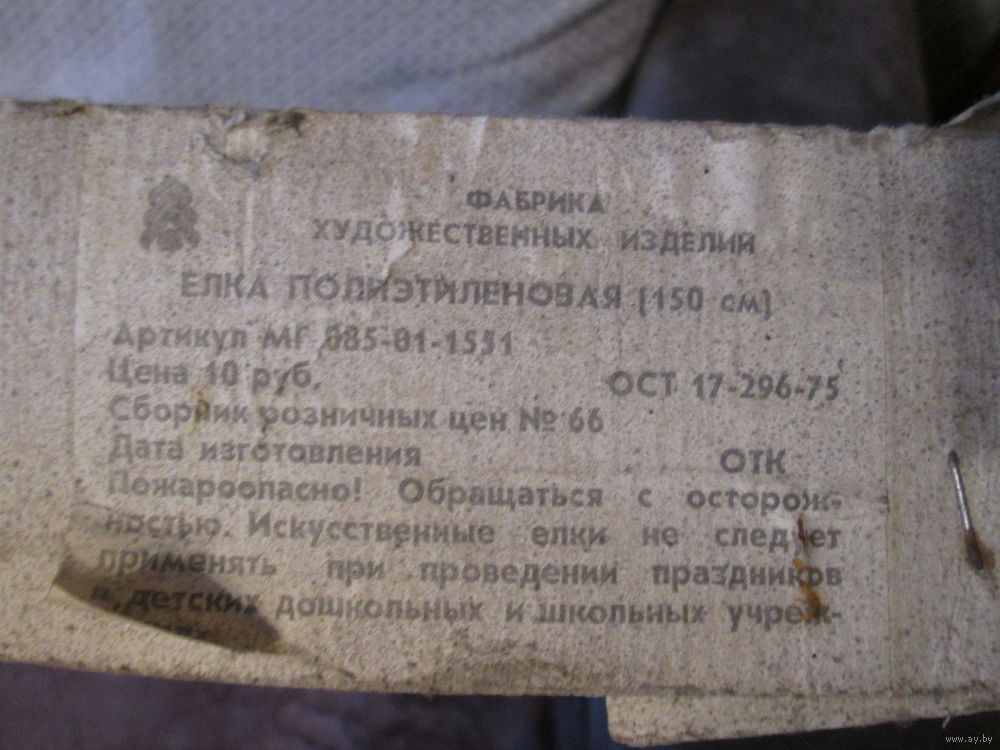 ФАБРИКА
ХУДОЖЕСТВЕННЫХ ИЗДЕЛИЙ
ЕЛКА ПОЛИЭТИЛЕНОВАЯ (150 см)
Артикул МГ 085-01-1551
Цена 10 руб.
ОСТ 17-296-75
Сборник розничных цен № 66
Дата изготовления
ОТК
Пожароопасно! Обращаться с осторож-
ностью. Искусственные елки не следует
применять при проведении праздников
в детских дошкольных и школьных учреж-
www.ay.by